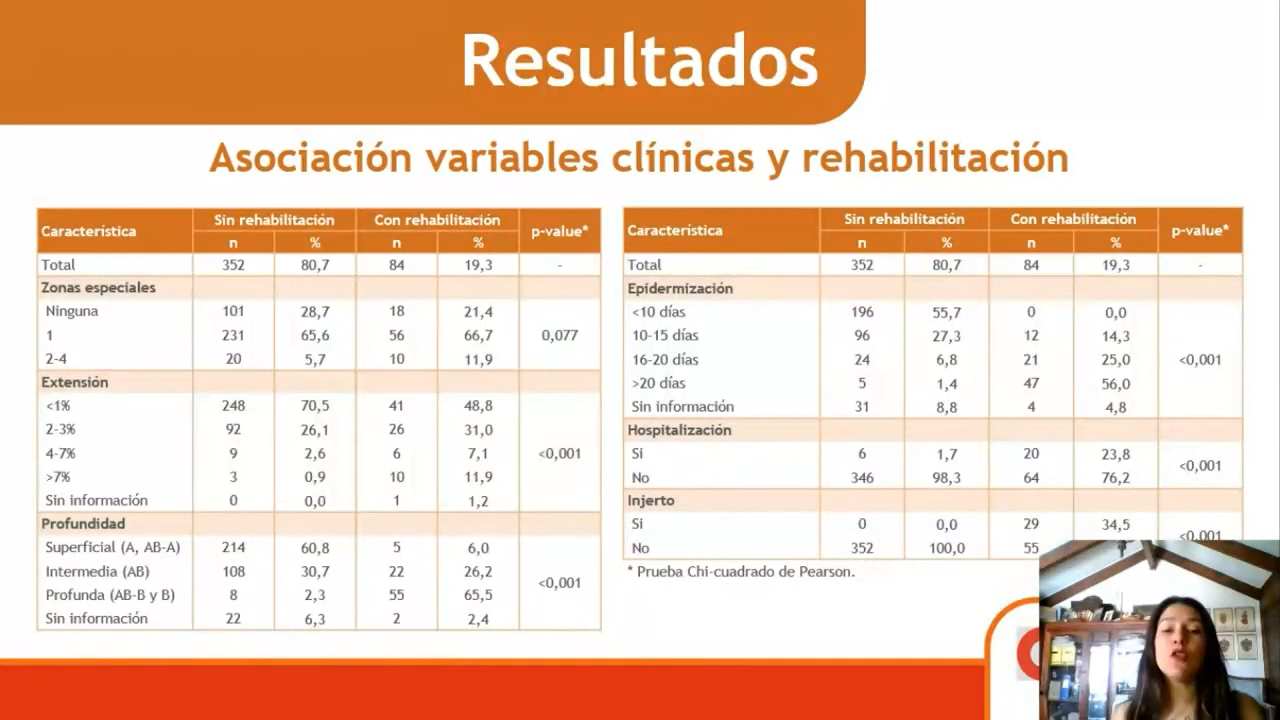 Resultados
Asociación variables clínicas y rehabilitación
Característica Sin rehabilitación Con rehabilitación p-value*
n % n %
Total 352 80,7 84 19,3 -
Zonas especiales
Ninguna 101 28,7 18 21,4
1 231 65,6 56 66,7 0,077
2-4 20 5,7 10 11,9
Extensión
<1% 248 70,5 41 48,8
2-3% 92 26,1 26 31,0
4-7% 9 2,6 6 7,1 <0,001
>7% 3 0,9 10 11,9
Sin información 0 0,0 1 1,2
Profundidad
Superficial (A, AB-A) 214 60,8 5 6,0
Intermedia (AB) 108 30,7 22 26,2
<0,001
Profunda (AB-B y B) 8 2,3 55 65,5
Sin información 22 6,3 2 2,4
Característica Sin rehabilitación Con rehabilitación p-value*
n % n %
Total 352 80,7 84 19,3 -
Epidermización
<10 días 196 55,7 0 0,0
10-15 días 96 27,3 12 14,3
16-20 días 24 6,8 21 25,0 <0,001
>20 días 5 1,4 47 56,0
Sin información 31 8,8 4 4,8
Hospitalización
Si 6 1,7 20 23,8
<0,001
No 346 98,3 64 76,2
Injerto
Si 0 0,0 29 34,5
<0,001
No 352 100,0 55
* Prueba Chi-cuadrado de Pearson.